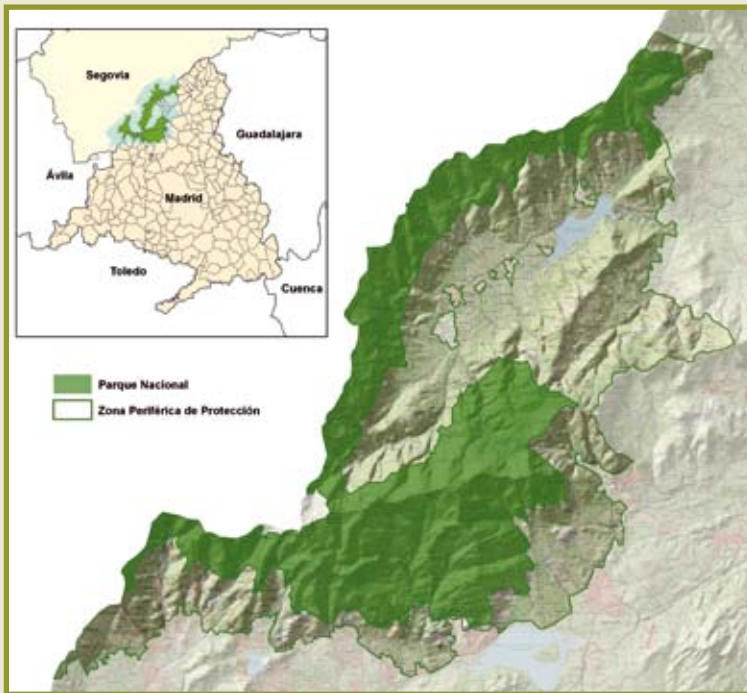 Segovia
Guadalajara
Ávila
Madrid
Toledo
Cuenca
Parque Nacional
Zona Periférica de Protección